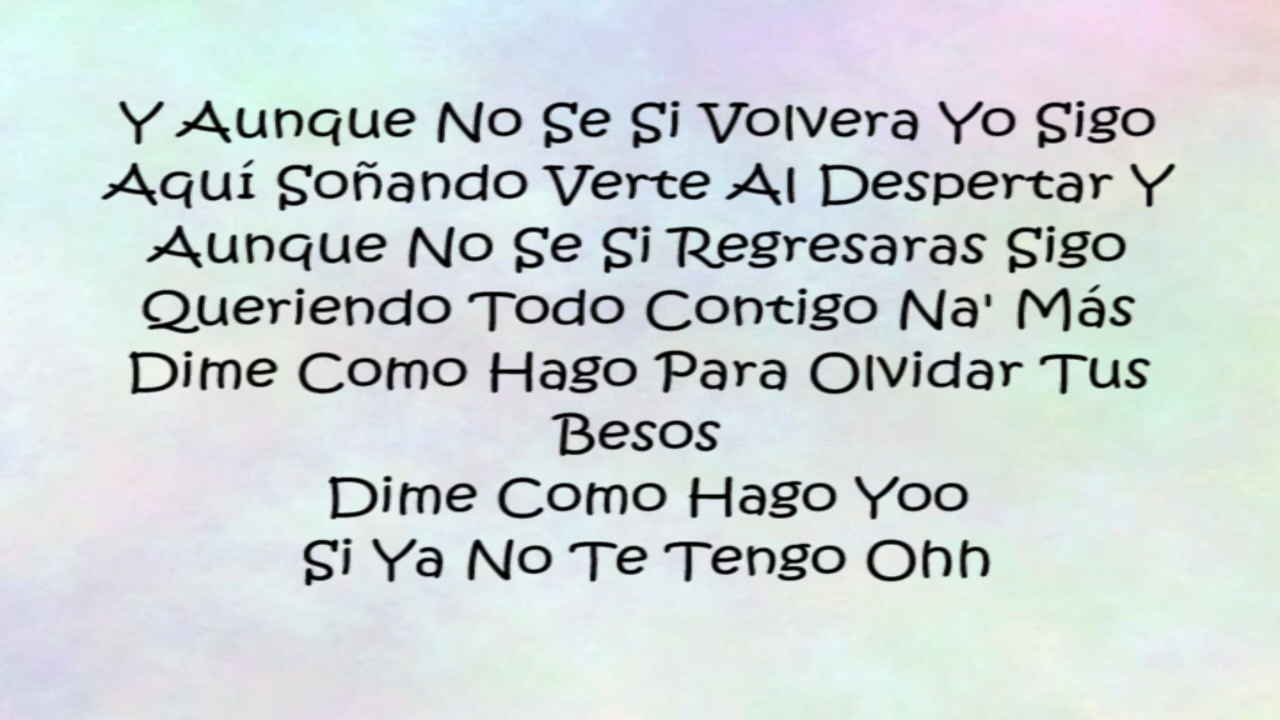 Y Aunque No Se Si Volvera Yo Sigo
Aquí Soñando Verte Al Despertar Y
Aunque No Se Si Regresaras Sigo
Queriendo Todo Contigo Na' Más
Dime Como Hago Para Olvidar Tus
Besos
Dime Como Hago Yoo
Si Ya No Te Tengo Ohh